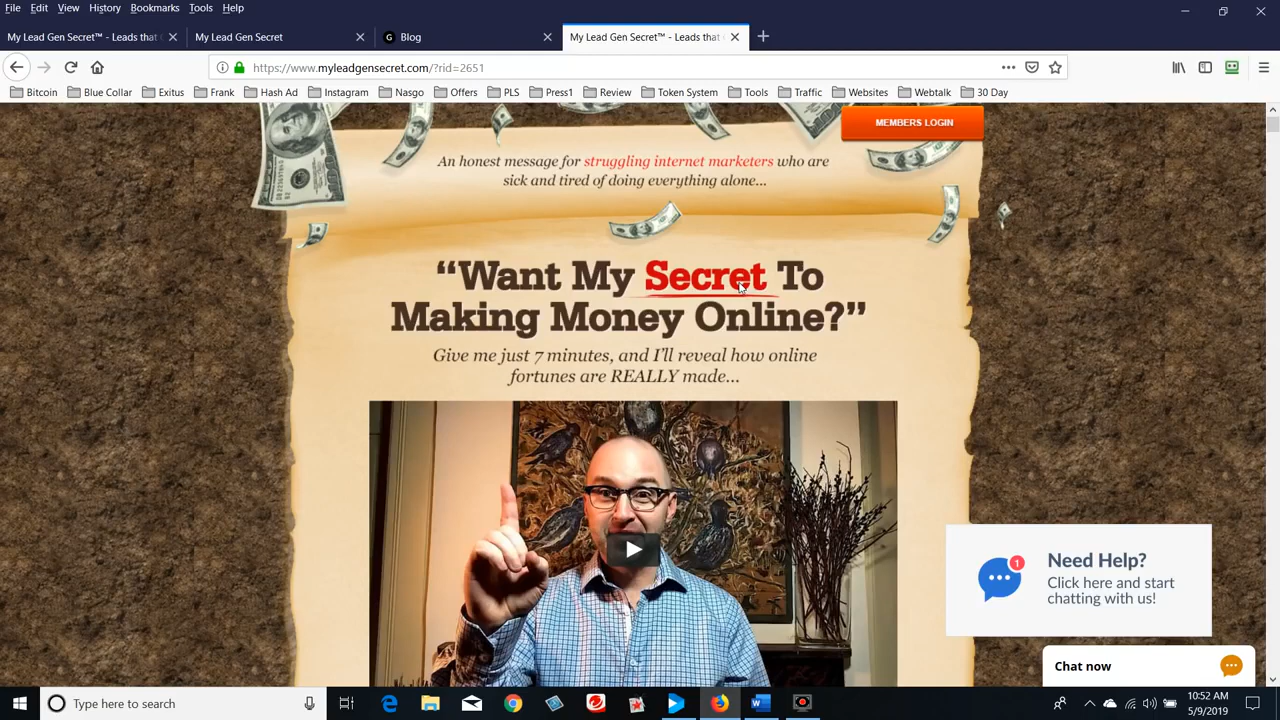 File Edit View History Bookmarks Tools Help
My Lead Gen Secret™ - Leads that
My Lead Gen Secret
Blog
My Lead Gen Secret™ - Leads that
https://www.myleadgensecret.com/?rid=2651
Bitcoin Blue Collar Exitus Frank Hash Ad Instagram Nasgo Offers PLS Press1 Review Token System Tools Traffic Websites Webtalk 30 Day
MEMBERS LOGIN
An honest message for struggling internet marketers who are
sick and tired of doing everything alone...
“Want My Secret To
Making Money Online?”
Give me just 7 minutes, and I'll reveal how online
fortunes are REALLY made...
1
Need Help?
Click here and start
chatting with us!
Chat now
Type here to search
10:52 AM
5/9/2019